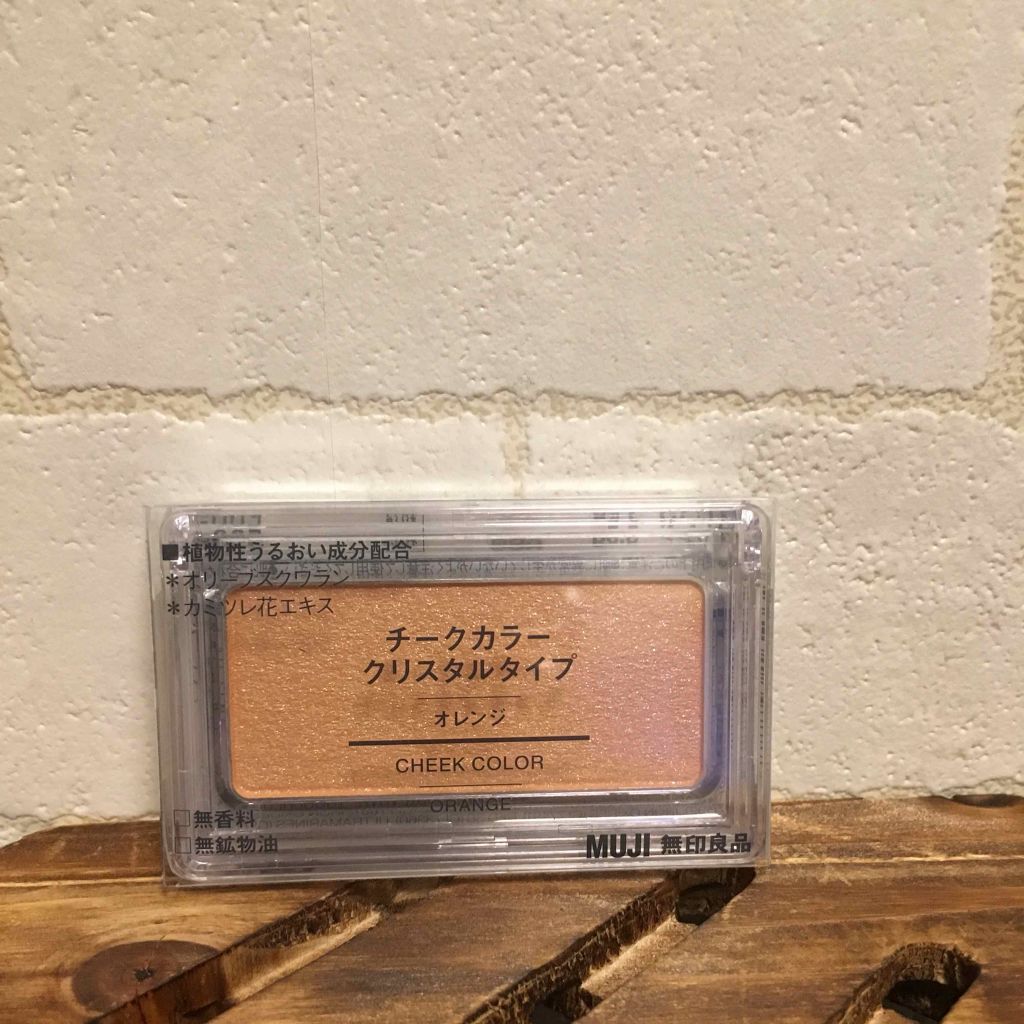 ■植物性うるおい成分配合
＊オリーブスクワラン
＊カミツレ花エキス
チークカラー
クリスタルタイプ
オレンジ
CHEEK COLOR
ORANGE
□無香料
□無鉱物油
MUJI 無印良品